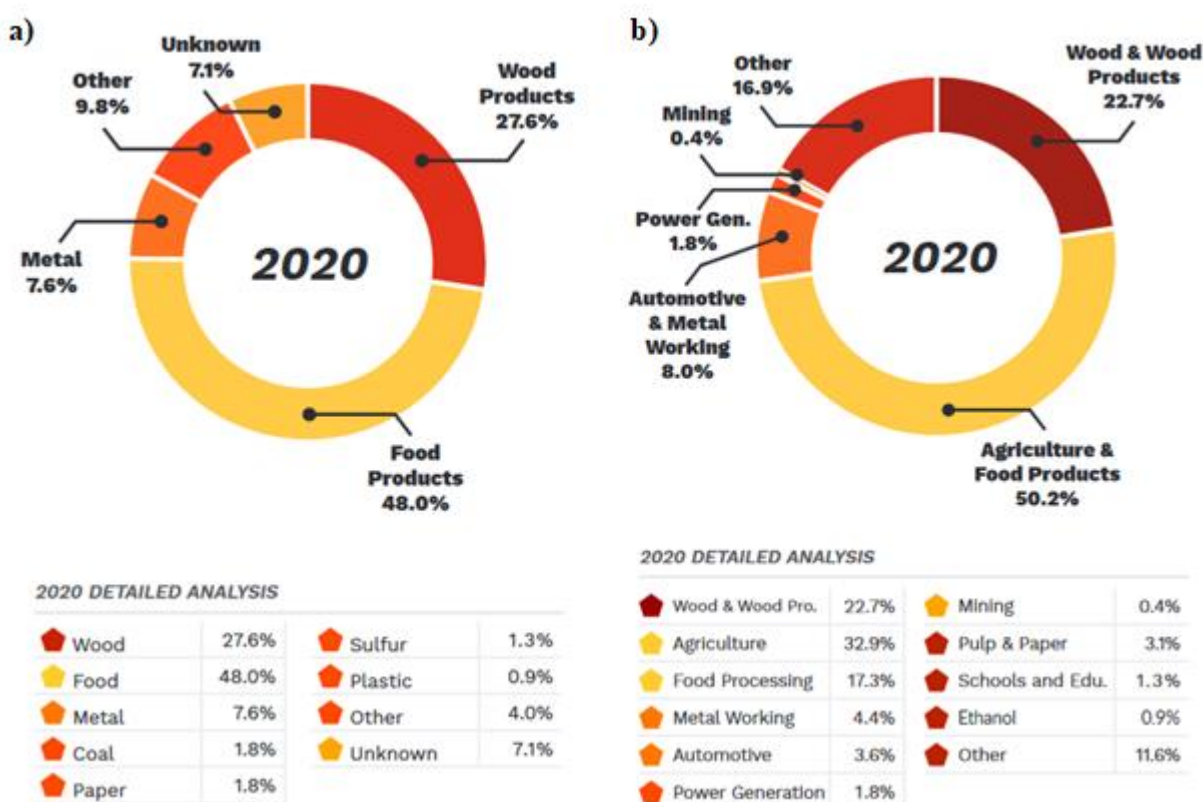 a)
Unknown
7.1%
Other
9.8%
Wood
Products
27.6%
Metal
7.6%
2020
Food
Products
48.0%
2020 DETAILED ANALYSIS
Wood 27.6%
Food 48.0%
Metal 7.6%
Coal 1.8%
Paper 1.8%
Sulfur 1.3%
Plastic 0.9%
Other 4.0%
Unknown 7.1%
b)
Other
16.9%
Wood & Wood
Products
22.7%
Mining
0.4%
Power Gen.
1.8%
2020
Automotive
& Metal
Working
8.0%
Agriculture &
Food Products
50.2%
2020 DETAILED ANALYSIS
Wood & Wood Pro. 22.7%
Agriculture 32.9%
Food Processing 17.3%
Metal Working 4.4%
Automotive 3.6%
Power Generation 1.8%
Mining 0.4%
Pulp & Paper 3.1%
Schools and Edu. 1.3%
Ethanol 0.9%
Other 11.6%